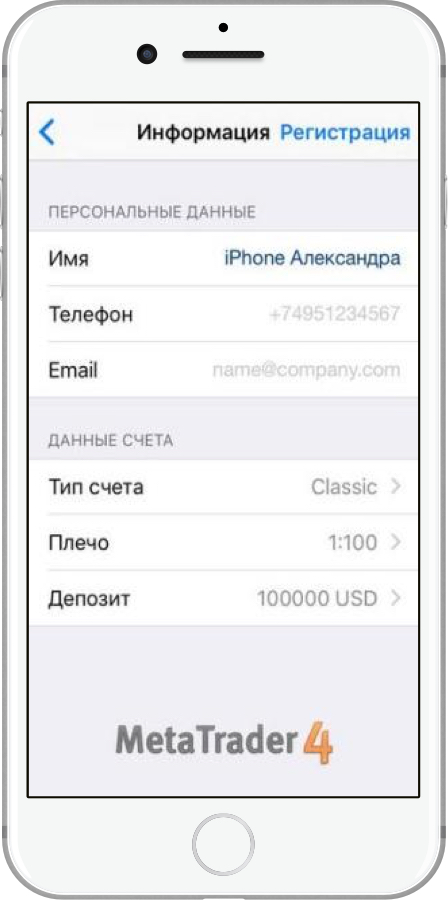 Информация Регистрация
ПЕРСОНАЛЬНЫЕ ДАННЫЕ
Имя iPhone Александра
Телефон +74951234567
Email name@company.com
ДАННЫЕ СЧЕТА
Тип счета Classic
Плечо 1:100
Депозит 100000 USD
MetaTrader 4